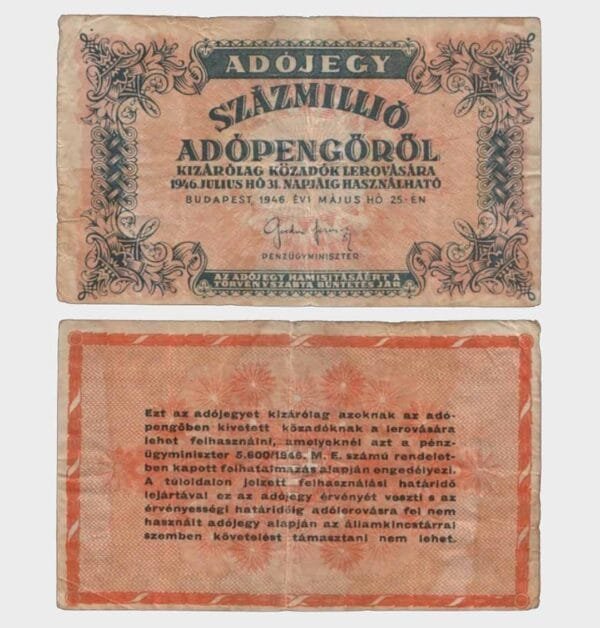 ADÓJEGY
SZÁZMILLIÓ
ADÓPENGŐRŐL
KIZÁRÓLAG KÖZADÓK LEROVÁSÁRA
1946. JULIUS HÓ 31. NAPJÁIG HASZNÁLHATÓ
BUDAPEST, 1946. ÉVI MÁJUS HÓ 25.-ÉN
PÉNZÜGYMINISZTER
AZ ADÓJEGY HAMISÍTÁSÁÉRT A
TÖRVÉNYSZABTA BÜNTETÉS JÁR
Ezt az adójegyet kizárólag azoknak az adó-
pengőben kivetett közadóknak a lerovására
lehet felhasználni, amelyeknél azt a pénz-
ügyminiszter 5.600/1946. M. E. számú rendelet-
ben kapott felhatalmazás alapján engedélyezi.
A túloldalon jelzett felhasználási határidő
lejártával ez az adójegy érvényét veszti s az
érvényességi határidőig adólerovásra fel nem
használt adójegy alapján az államkincstárral
szemben követelést támasztani nem lehet.